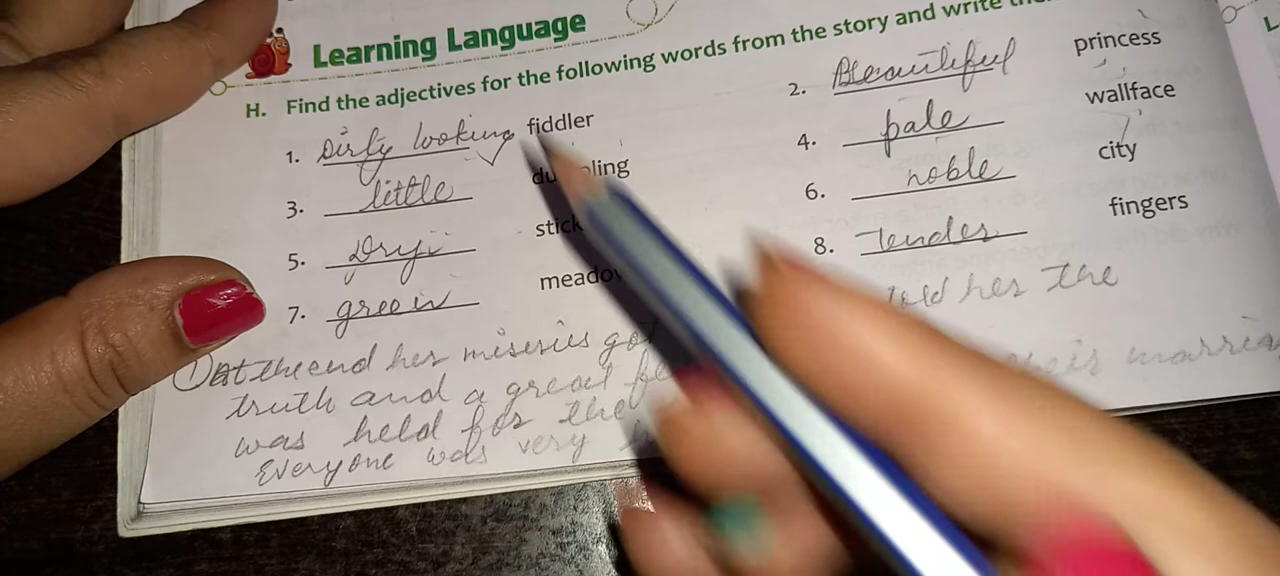 Learning Language
H. Find the adjectives for the following words from the story and write
1. Dirty looking fiddler
2. Beautiful princess
3. little
4. pale wallface
5. stick
6. noble city
7. green
8. Tender fingers
told her the
① At the end her miseries got
truth and a great
was held for the marria
Everyone was very